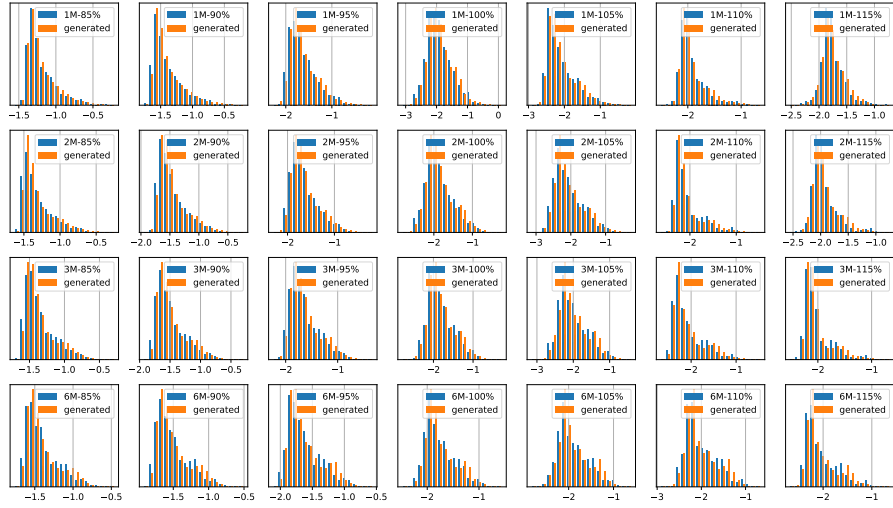 1M-85%
generated
1M-90%
generated
1M-95%
generated
1M-100%
generated
1M-105%
generated
1M-110%
generated
1M-115%
generated
−1.5 −1.0 −0.5
−1.5 −1.0 −0.5
−2 −1
−3 −2 −1 0
−3 −2 −1
−2 −1
−2.5 −2.0 −1.5 −1.0
2M-85%
generated
2M-90%
generated
2M-95%
generated
2M-100%
generated
2M-105%
generated
2M-110%
generated
2M-115%
generated
−1.5 −1.0 −0.5
−2.0 −1.5 −1.0 −0.5
−2 −1
−2 −1
−3 −2 −1
−2 −1
−2.5 −2.0 −1.5 −1.0
3M-85%
generated
3M-90%
generated
3M-95%
generated
3M-100%
generated
3M-105%
generated
3M-110%
generated
3M-115%
generated
−1.5 −1.0 −0.5
−2.0 −1.5 −1.0 −0.5
−2 −1
−2 −1
−3 −2 −1
−2 −1
−2 −1
6M-85%
generated
6M-90%
generated
6M-95%
generated
6M-100%
generated
6M-105%
generated
6M-110%
generated
6M-115%
generated
−1.5 −1.0 −0.5
−1.5 −1.0 −0.5
−2.0 −1.5 −1.0 −0.5
−2 −1
−2 −1
−3 −2 −1
−2 −1